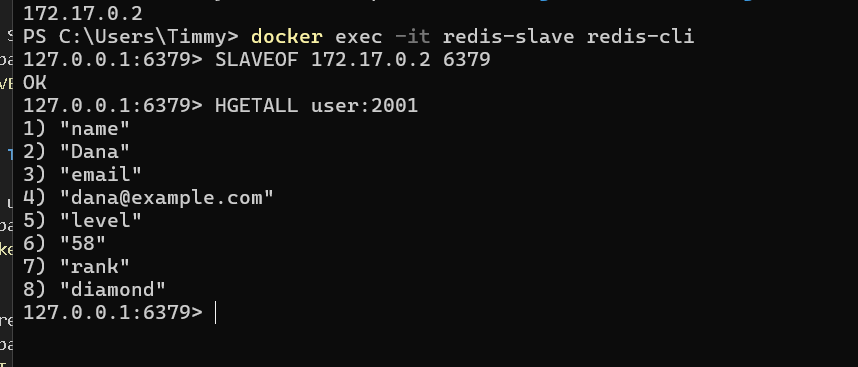 172.17.0.2
PS C:\Users\Timmy> docker exec -it redis-slave redis-cli
127.0.0.1:6379> SLAVEOF 172.17.0.2 6379
OK
127.0.0.1:6379> HGETALL user:2001
1) "name"
2) "Dana"
3) "email"
4) "dana@example.com"
5) "level"
6) "58"
7) "rank"
8) "diamond"
127.0.0.1:6379>